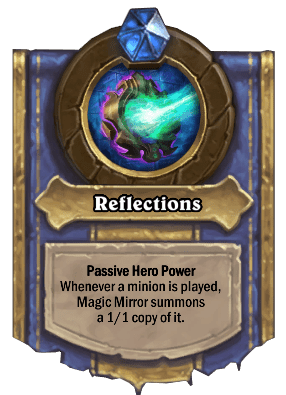 Reflections
Passive Hero Power
Whenever a minion is played,
Magic Mirror summons
a 1/1 copy of it.